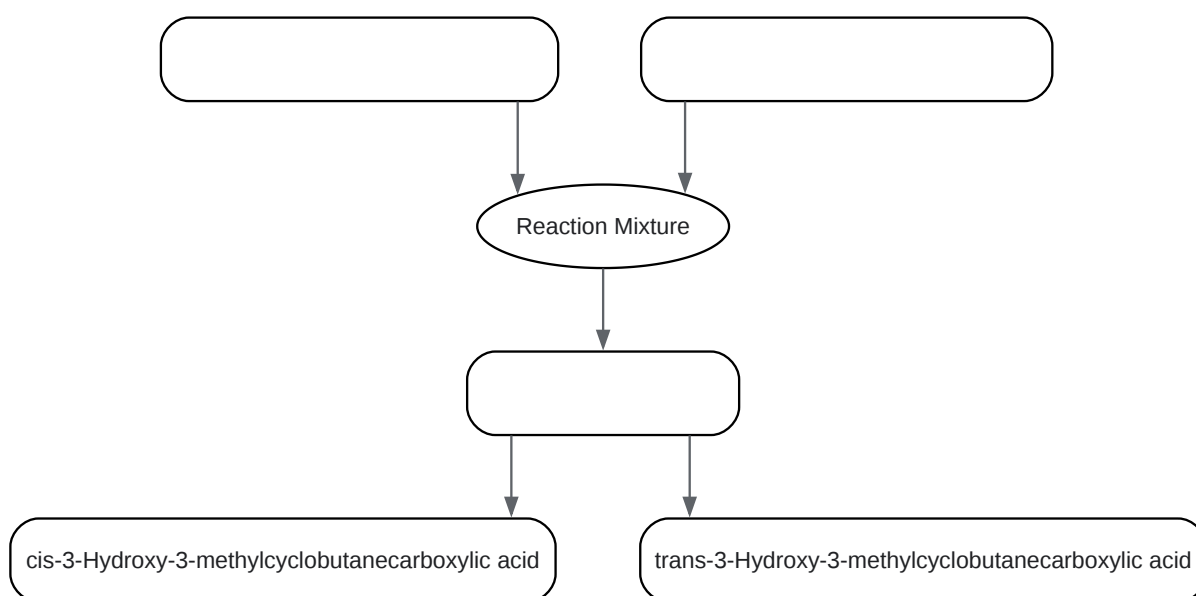 Reaction Mixture
cis-3-Hydroxy-3-methylcyclobutanecarboxylic acid
trans-3-Hydroxy-3-methylcyclobutanecarboxylic acid